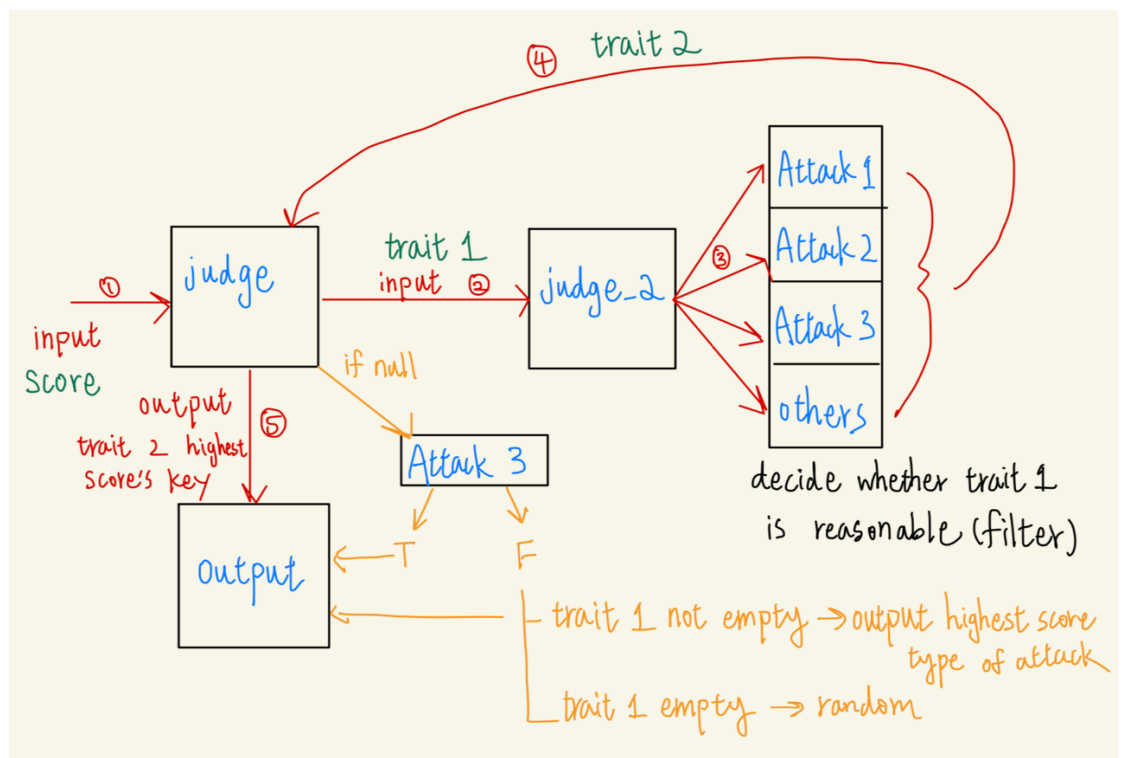 ④ trait 2
Attack 1
Attack 2
Attack 3
others
③
judge
trait 1
input ②
judge_2
①
input
score
if null
output
trait 2 highest
score's key
⑤
Attack 3
decide whether trait 1
is reasonable (filter)
output
T
F
trait 1 not empty → output highest score
type of attack
trait 1 empty → random